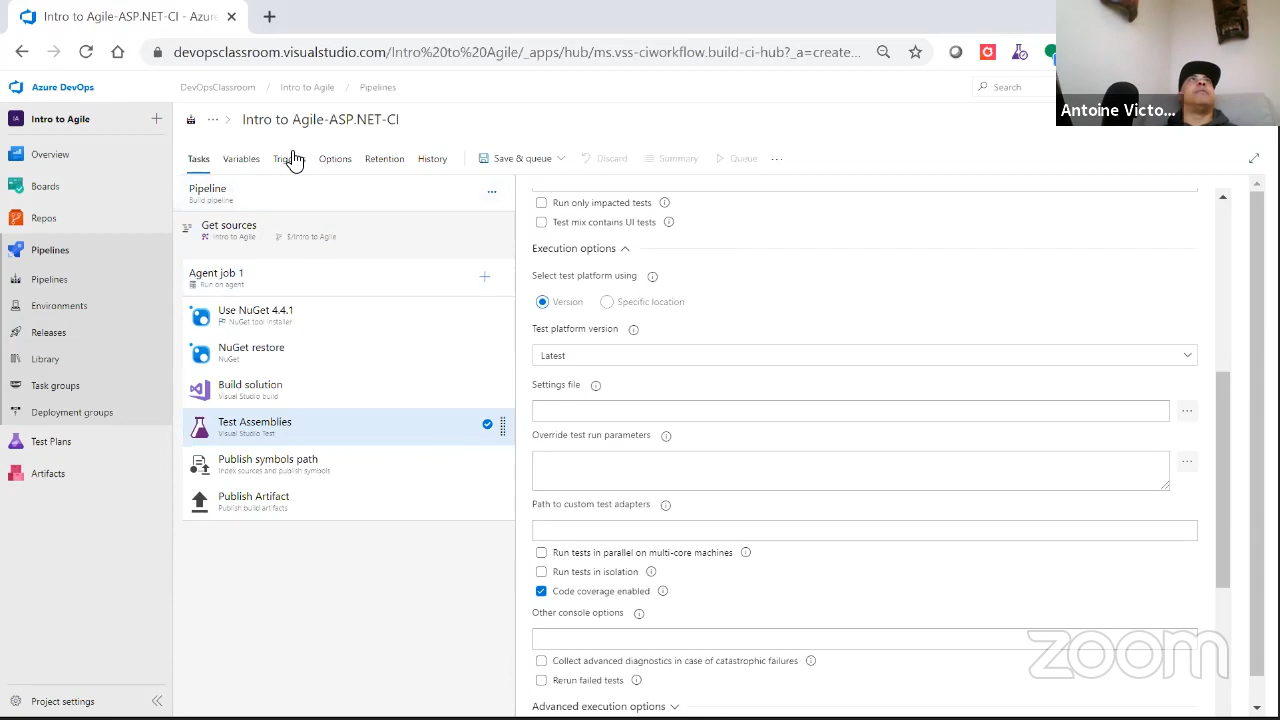 Intro to Agile-ASP.NET-CI - Azure
devopsclassroom.visualstudio.com/Intro%20to%20Agile/_apps/hub/ms.vss-ciworkflow.build-ci-hub?_a=create...
Azure DevOps
DevOpsClassroom / Intro to Agile / Pipelines
Search
Antoine Victo...
IA Intro to Agile
Intro to Agile-ASP.NET-CI
Overview
Boards
Repos
Pipelines
Pipelines
Environments
Releases
Library
Task groups
Deployment groups
Test Plans
Artifacts
Project settings
Tasks Variables Options Retention History Save & queue Discard Summary Queue ...
Pipeline
Build pipeline
Get sources
Intro to Agile $/Intro to Agile
Agent job 1
Run on agent
Use NuGet 4.4.1
NuGet tool installer
NuGet restore
NuGet
Build solution
Visual Studio build
Test Assemblies
Visual Studio Test
Publish symbols path
Index sources and publish symbols
Publish Artifact
Publish build artifacts
Run only impacted tests
Test mix contains UI tests
Execution options
Select test platform using
Version Specific location
Test platform version
Latest
Settings file
Override test run parameters
Path to custom test adapters
Run tests in parallel on multi-core machines
Run tests in isolation
Code coverage enabled
Other console options
Collect advanced diagnostics in case of catastrophic failures
Rerun failed tests
Advanced execution options
zoom